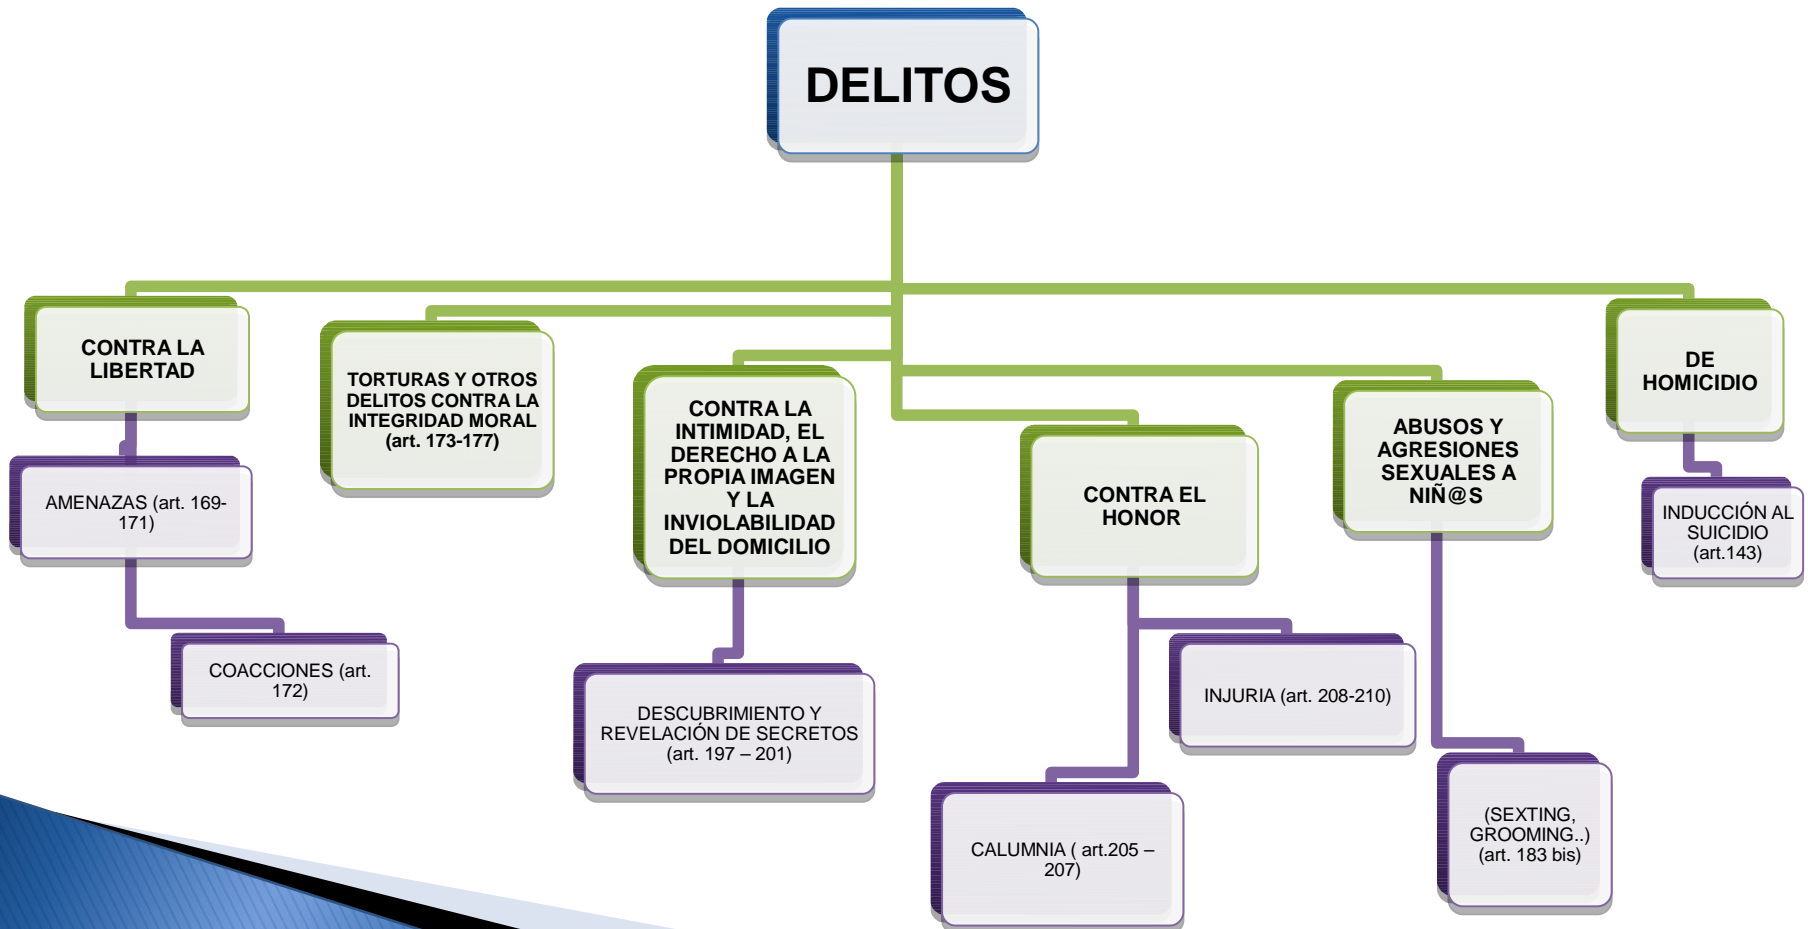 DELITOS
CONTRA LA
LIBERTAD
AMENAZAS (art. 169-
171)
COACCIONES (art.
172)
TORTURAS Y OTROS
DELITOS CONTRA LA
INTEGRIDAD MORAL
(art. 173-177)
CONTRA LA
INTIMIDAD, EL
DERECHO A LA
PROPIA IMAGEN
Y LA
INVIOLABILIDAD
DEL DOMICILIO
DESCUBRIMIENTO Y
REVELACIÓN DE SECRETOS
(art. 197 – 201)
CONTRA EL
HONOR
INJURIA (art. 208-210)
CALUMNIA ( art.205 –
207)
ABUSOS Y
AGRESIONES
SEXUALES A
NIÑ@S
(SEXTING,
GROOMING..)
(art. 183 bis)
DE
HOMICIDIO
INDUCCIÓN AL
SUICIDIO
(art.143)